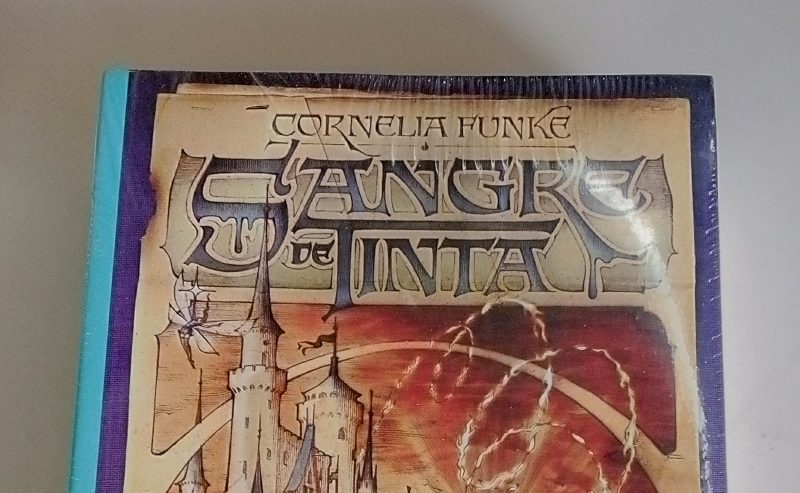 CORNELIA FUNKE
SANGRE
DE TINTA